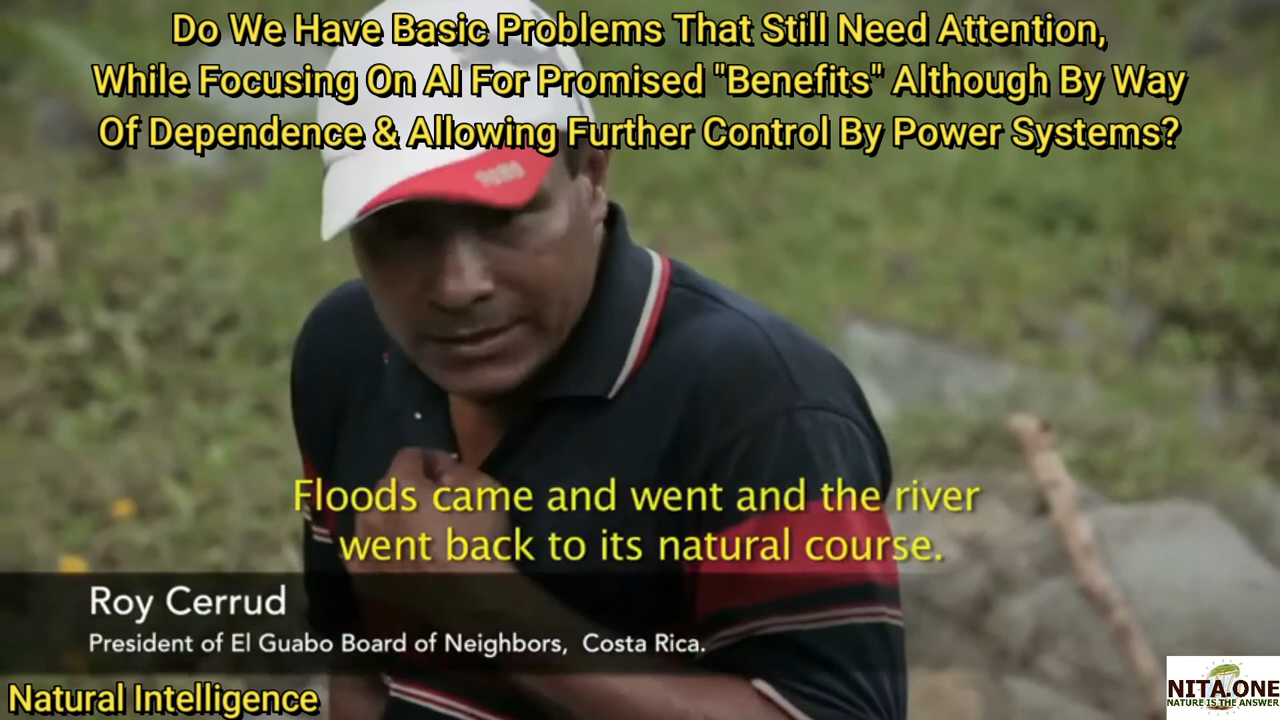 Do We Have Basic Problems That Still Need Attention,
While Focusing On AI For Promised "Benefits" Although By Way
Of Dependence & Allowing Further Control By Power Systems?
Floods came and went and the river
went back to its natural course.
Roy Cerrud
President of El Guabo Board of Neighbors, Costa Rica.
Natural Intelligence
NITA.ONE
NATURE IS THE ANSWER